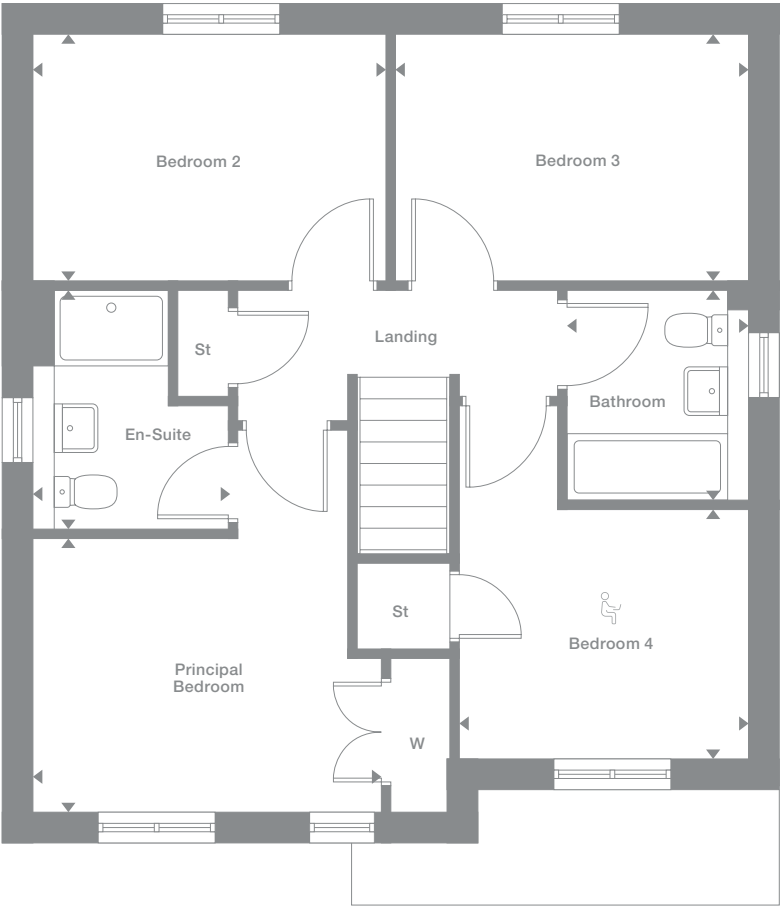 Bedroom 2
Bedroom 3
St
Landing
Bathroom
En-Suite
St
Bedroom 4
Principal
Bedroom
W